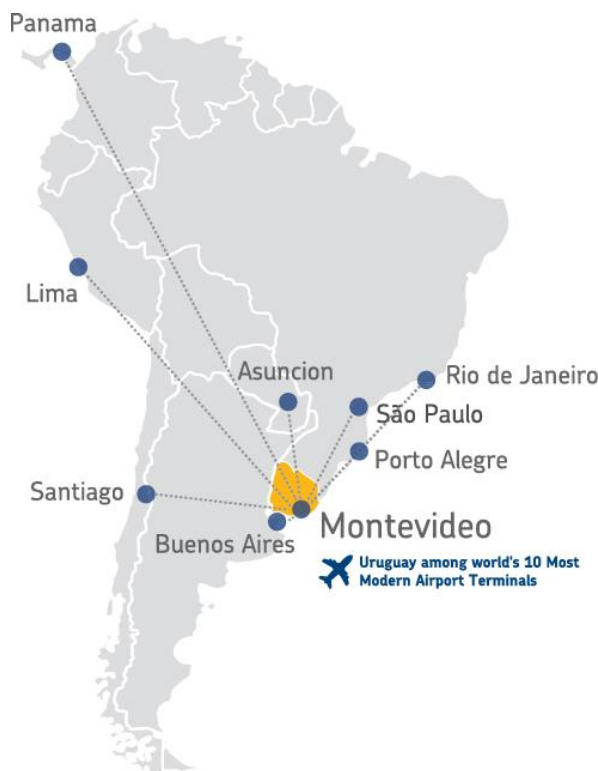 Panama
Lima
Asuncion
Rio de Janeiro
São Paulo
Porto Alegre
Santiago
Montevideo
Buenos Aires
Uruguay among world's 10 Most
Modern Airport Terminals